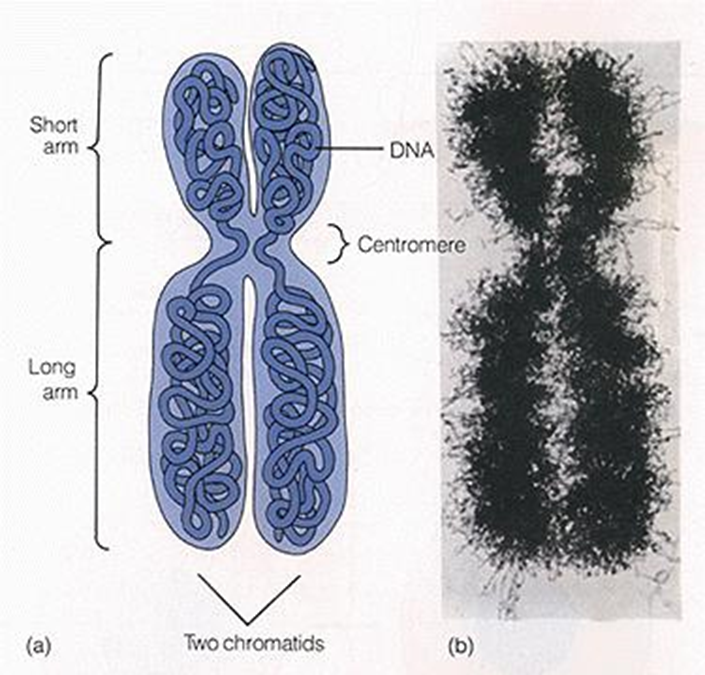 Short
arm
DNA
Centromere
Long
arm
Two chromatids
(a)
(b)